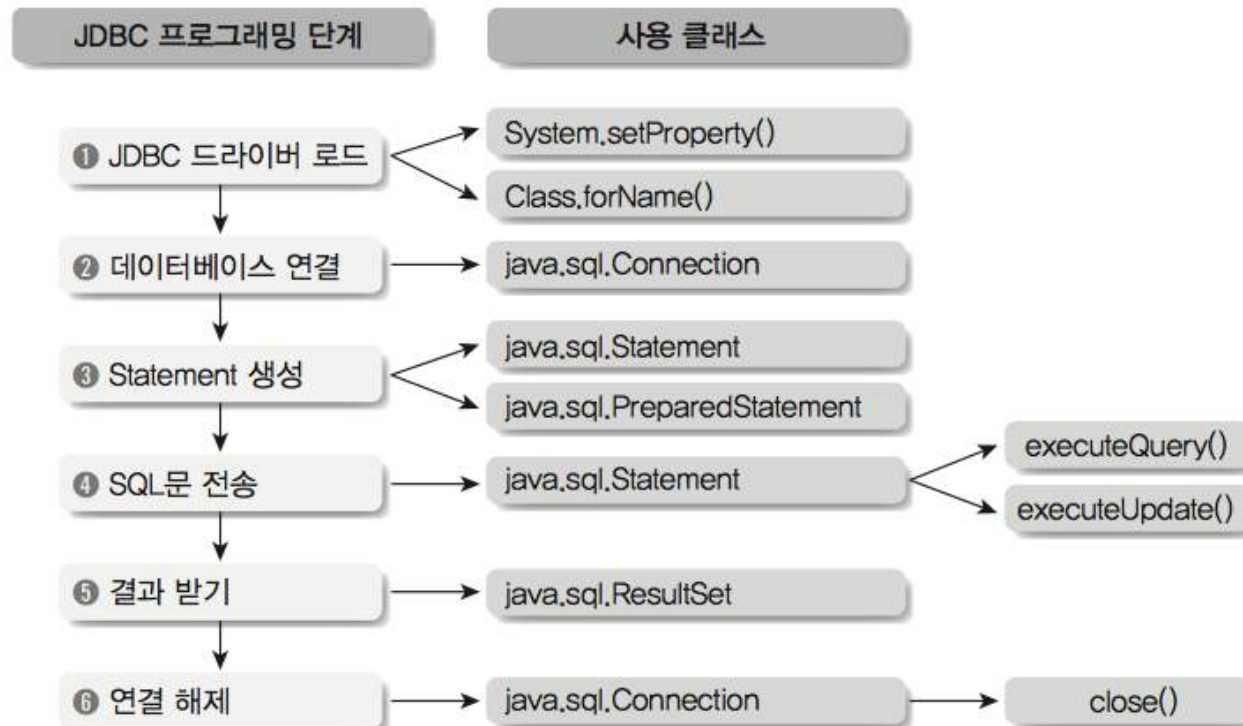 JDBC 프로그래밍 단계
사용 클래스
❶ JDBC 드라이버 로드
System.setProperty()
Class.forName()
❷ 데이터베이스 연결
java.sql.Connection
❸ Statement 생성
java.sql.Statement
java.sql.PreparedStatement
❹ SQL문 전송
java.sql.Statement
executeQuery()
executeUpdate()
❺ 결과 받기
java.sql.ResultSet
❻ 연결 해제
java.sql.Connection
close()